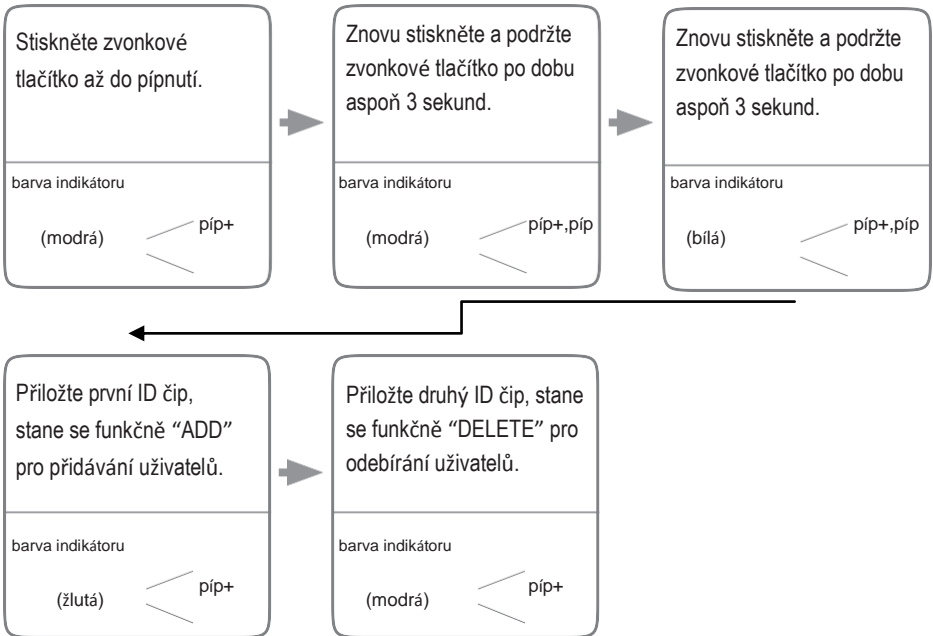 Stiskněte zvonkové
tlačítko až do pípnutí.
barva indikátoru
(modrá)
píp+
Znovu stiskněte a podržte
zvonkové tlačítko po dobu
aspoň 3 sekund.
barva indikátoru
(modrá)
píp+,píp
Znovu stiskněte a podržte
zvonkové tlačítko po dobu
aspoň 3 sekund.
barva indikátoru
(bílá)
píp+,píp
Přiložte první ID čip,
stane se funkčně “ADD”
pro přidávání uživatelů.
barva indikátoru
(žlutá)
píp+
Přiložte druhý ID čip, stane
se funkčně “DELETE” pro
odebírání uživatelů.
barva indikátoru
(modrá)
píp+